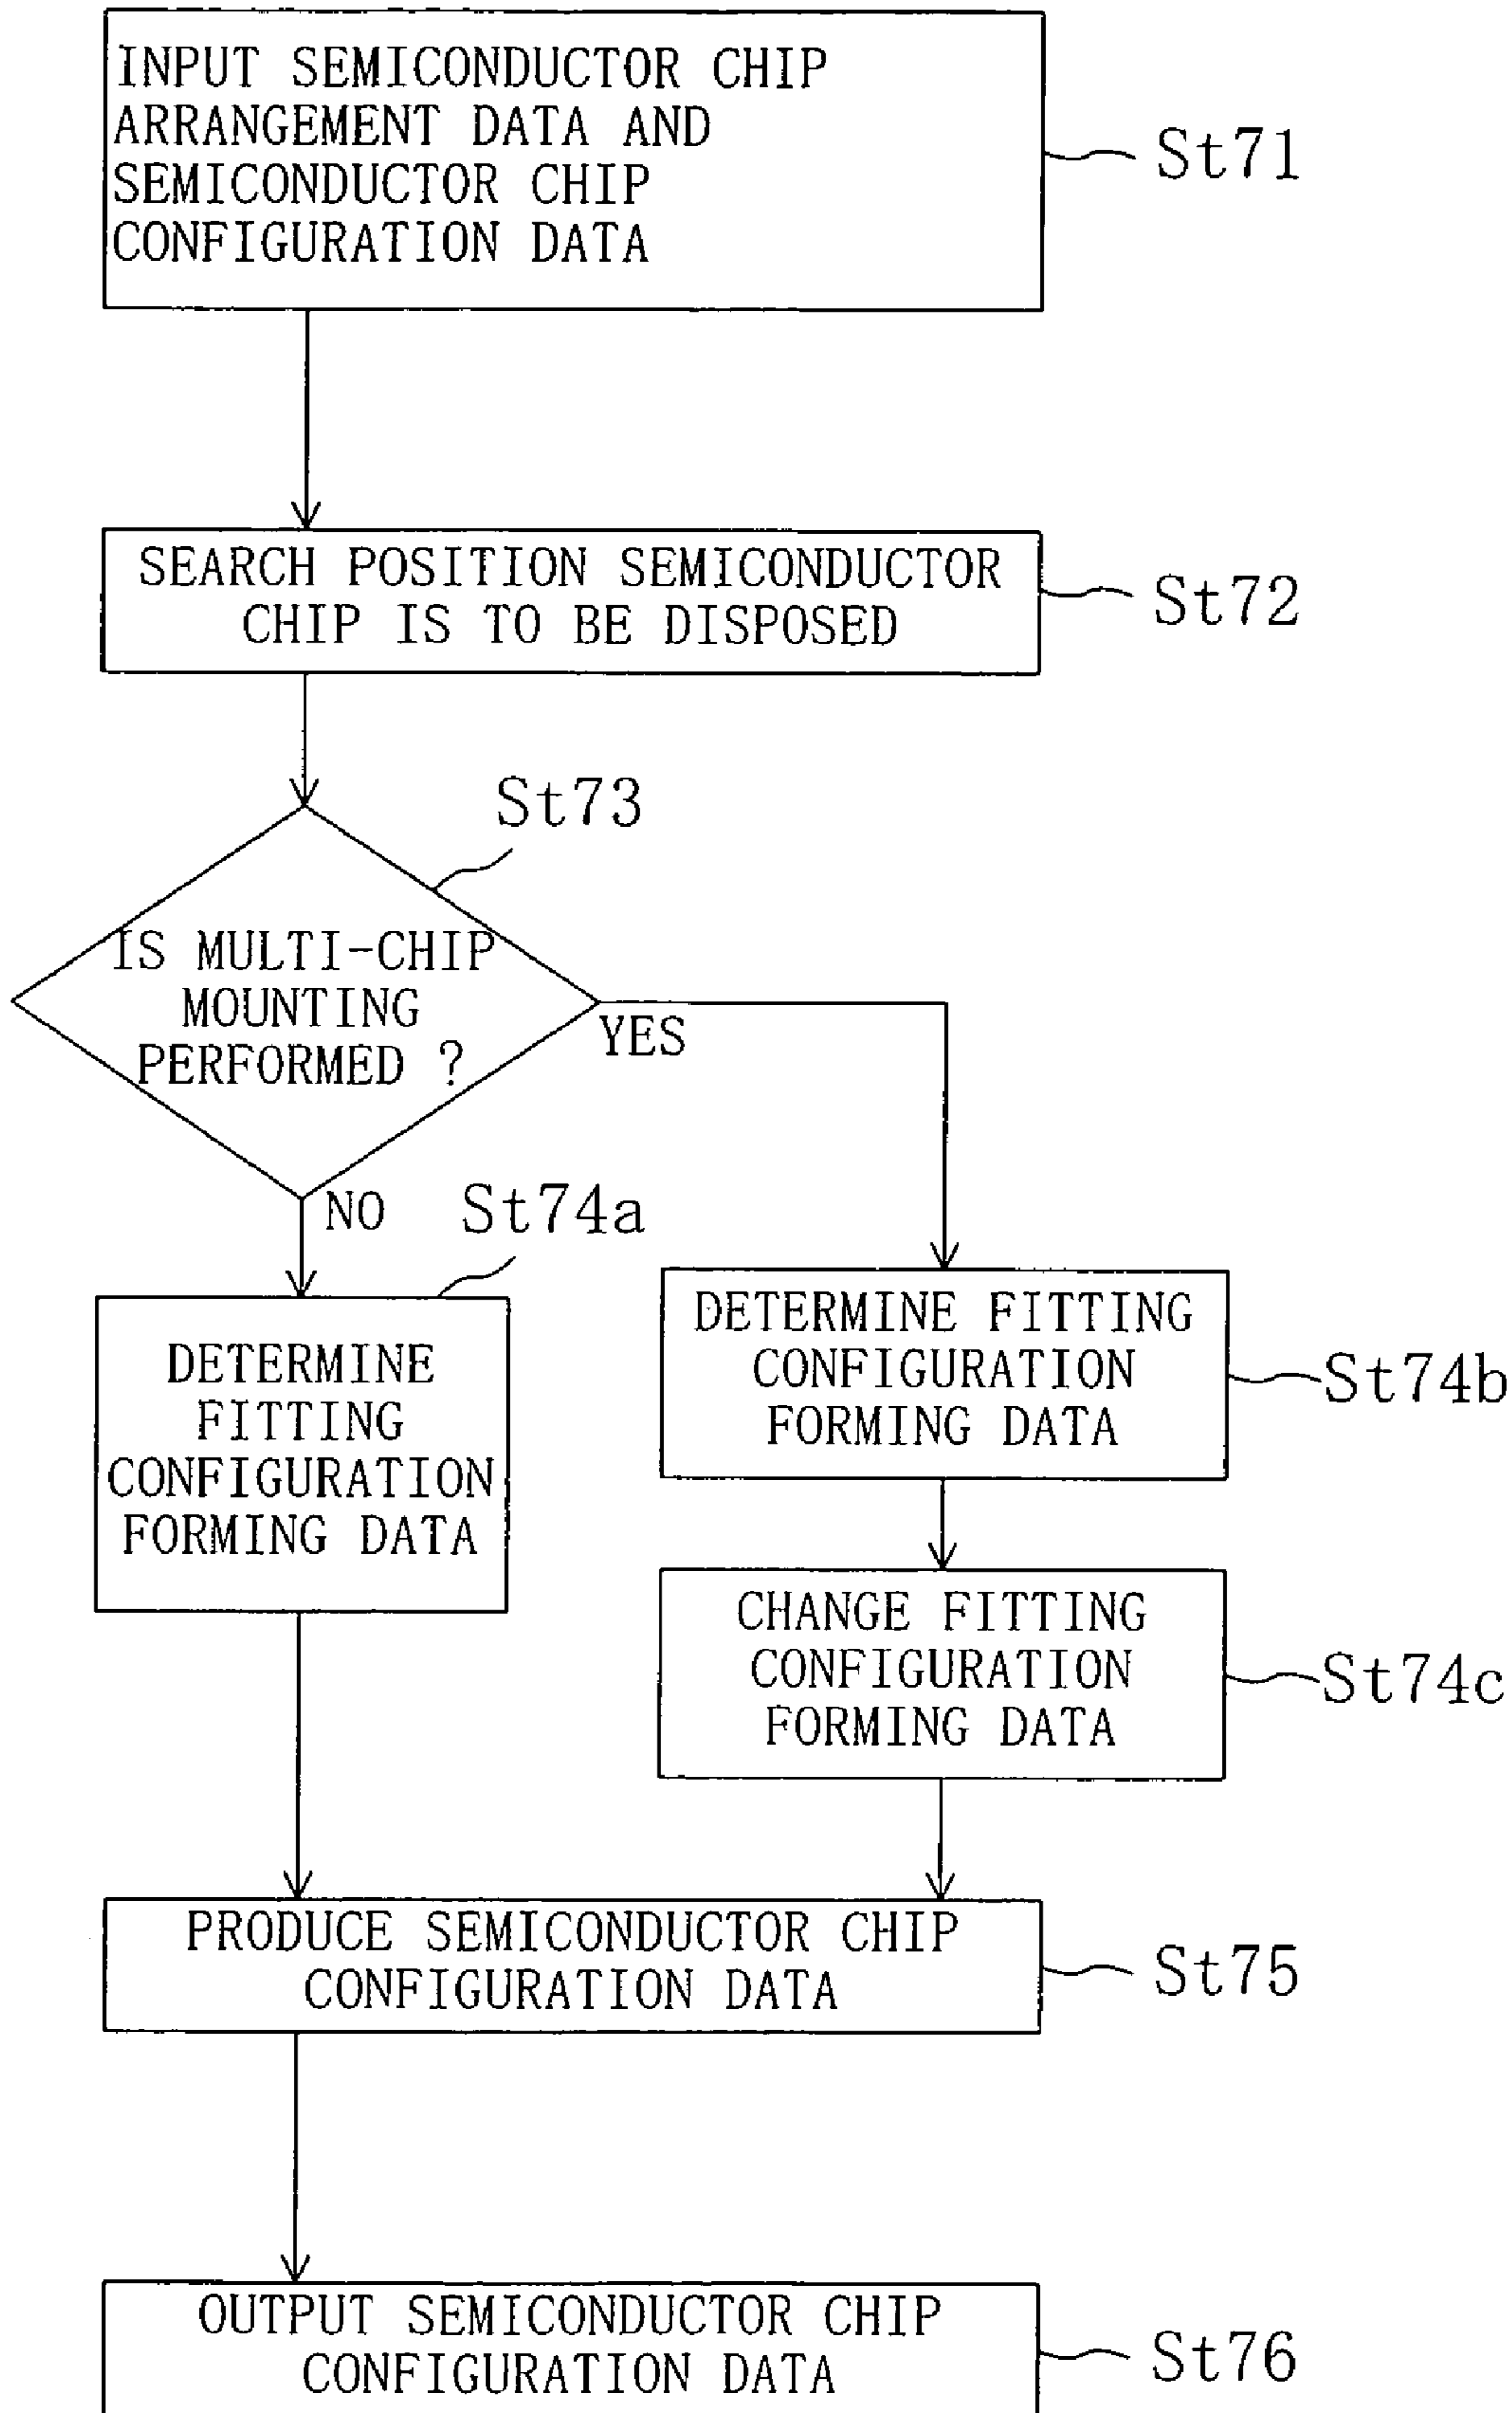 INPUT SEMICONDUCTOR CHIP
ARRANGEMENT DATA AND
SEMICONDUCTOR CHIP
CONFIGURATION DATA
St71
SEARCH POSITION SEMICONDUCTOR
CHIP IS TO BE DISPOSED
St72
St73
IS MULTI-CHIP
MOUNTING
PERFORMED ?
YES
NO
St74a
DETERMINE
FITTING
CONFIGURATION
FORMING DATA
DETERMINE FITTING
CONFIGURATION
FORMING DATA
St74b
CHANGE FITTING
CONFIGURATION
FORMING DATA
St74c
PRODUCE SEMICONDUCTOR CHIP
CONFIGURATION DATA
St75
OUTPUT SEMICONDUCTOR CHIP
CONFIGURATION DATA
St76